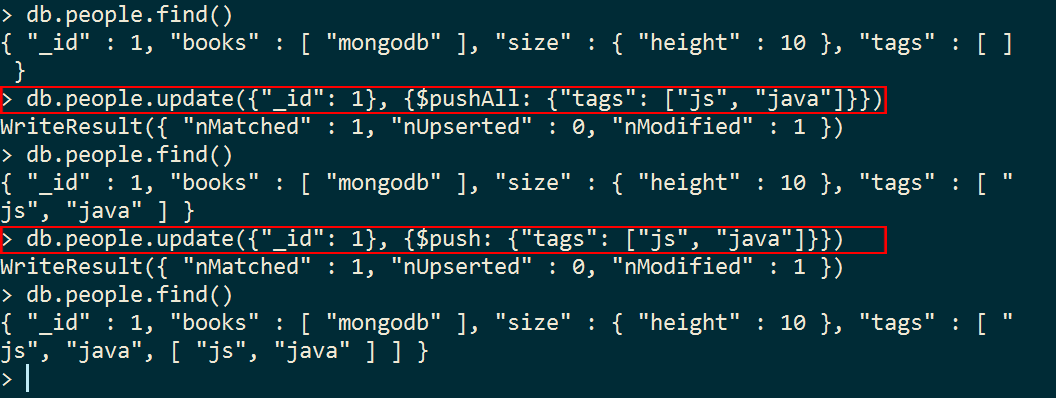 > db.people.find()
{ "_id" : 1, "books" : [ "mongodb" ], "size" : { "height" : 10 }, "tags" : [ ]
 }
> db.people.update({"_id": 1}, {$pushAll: {"tags": ["js", "java"]}})
WriteResult({ "nMatched" : 1, "nUpserted" : 0, "nModified" : 1 })
> db.people.find()
{ "_id" : 1, "books" : [ "mongodb" ], "size" : { "height" : 10 }, "tags" : [ "
js", "java" ] }
> db.people.update({"_id": 1}, {$push: {"tags": ["js", "java"]}})
WriteResult({ "nMatched" : 1, "nUpserted" : 0, "nModified" : 1 })
> db.people.find()
{ "_id" : 1, "books" : [ "mongodb" ], "size" : { "height" : 10 }, "tags" : [ "
js", "java", [ "js", "java" ] ] }
>